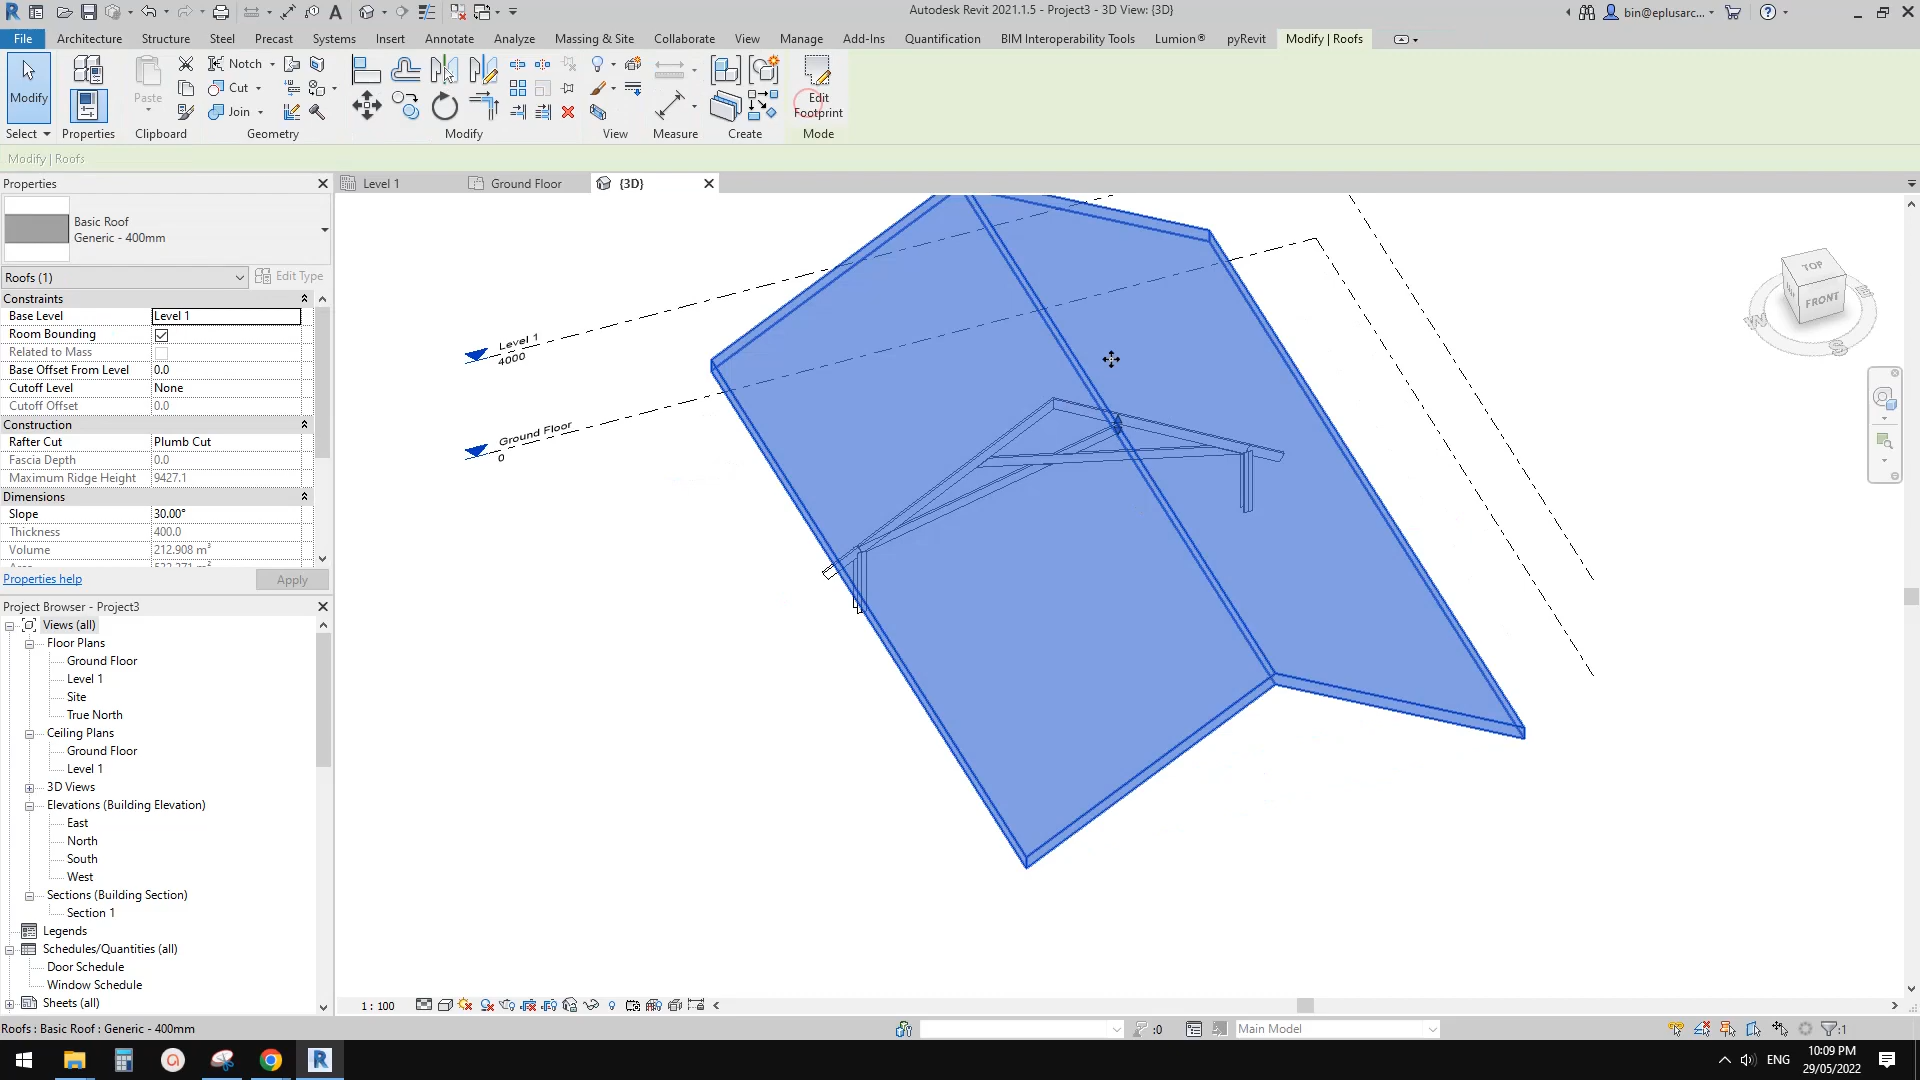 Autodesk Revit 2021.1.5 - Project3 - 3D View: {3D}
bin@eplusarc...
File Architecture Structure Steel Precast Systems Insert Annotate Analyze Massing & Site Collaborate View Manage Add-Ins Quantification BIM Interoperability Tools Lumion® pyRevit Modify | Roofs
Modify
Paste
Notch
Cut
Join
Edit
Footprint
Select Properties Clipboard Geometry Modify View Measure Create Mode
Modify | Roofs
Properties
Level 1 Ground Floor {3D}
Basic Roof
Generic - 400mm
Roofs (1) Edit Type
Constraints
Base Level Level 1
Room Bounding
Related to Mass
Base Offset From Level 0.0
Cutoff Level None
Cutoff Offset 0.0
Construction
Rafter Cut Plumb Cut
Fascia Depth 0.0
Maximum Ridge Height 9427.1
Dimensions
Slope 30.00°
Thickness 400.0
Volume 212.908 m³
Properties help Apply
Level 1
4000
Ground Floor
0
TOP
FRONT
W
E
S
Project Browser - Project3
Views (all)
Floor Plans
Ground Floor
Level 1
Site
True North
Ceiling Plans
Ground Floor
Level 1
3D Views
Elevations (Building Elevation)
East
North
South
West
Sections (Building Section)
Section 1
Legends
Schedules/Quantities (all)
Door Schedule
Window Schedule
Sheets (all)
1 : 100
Roofs : Basic Roof : Generic - 400mm
:0
Main Model
:1
ENG
10:09 PM
29/05/2022